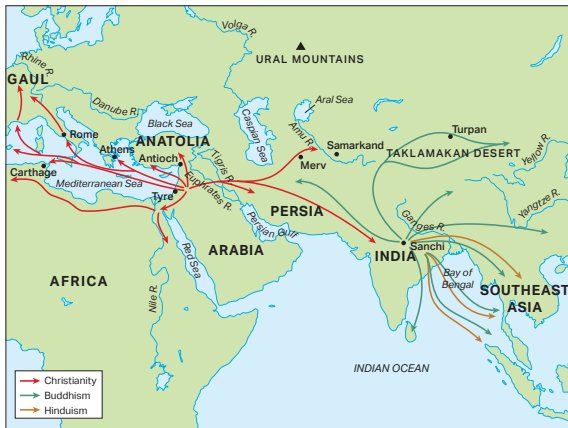 Volga R.
URAL MOUNTAINS
Rhine R.
GAUL
Danube R.
Aral Sea
Black Sea
Caspian Sea
Amu R.
Turpan
Rome
Athens
ANATOLIA
Antioch
Tigris R.
Samarkand
Merv
TAKLAMAKAN DESERT
Yellow R.
Carthage
Mediterranean Sea
Tyre
Euphrates R.
PERSIA
Yangtze R.
Persian Gulf
Ganges R.
Sanchi
INDIA
ARABIA
Red Sea
Bay of
Bengal
SOUTHEAST
ASIA
AFRICA
Nile R.
INDIAN OCEAN
Christianity
Buddhism
Hinduism